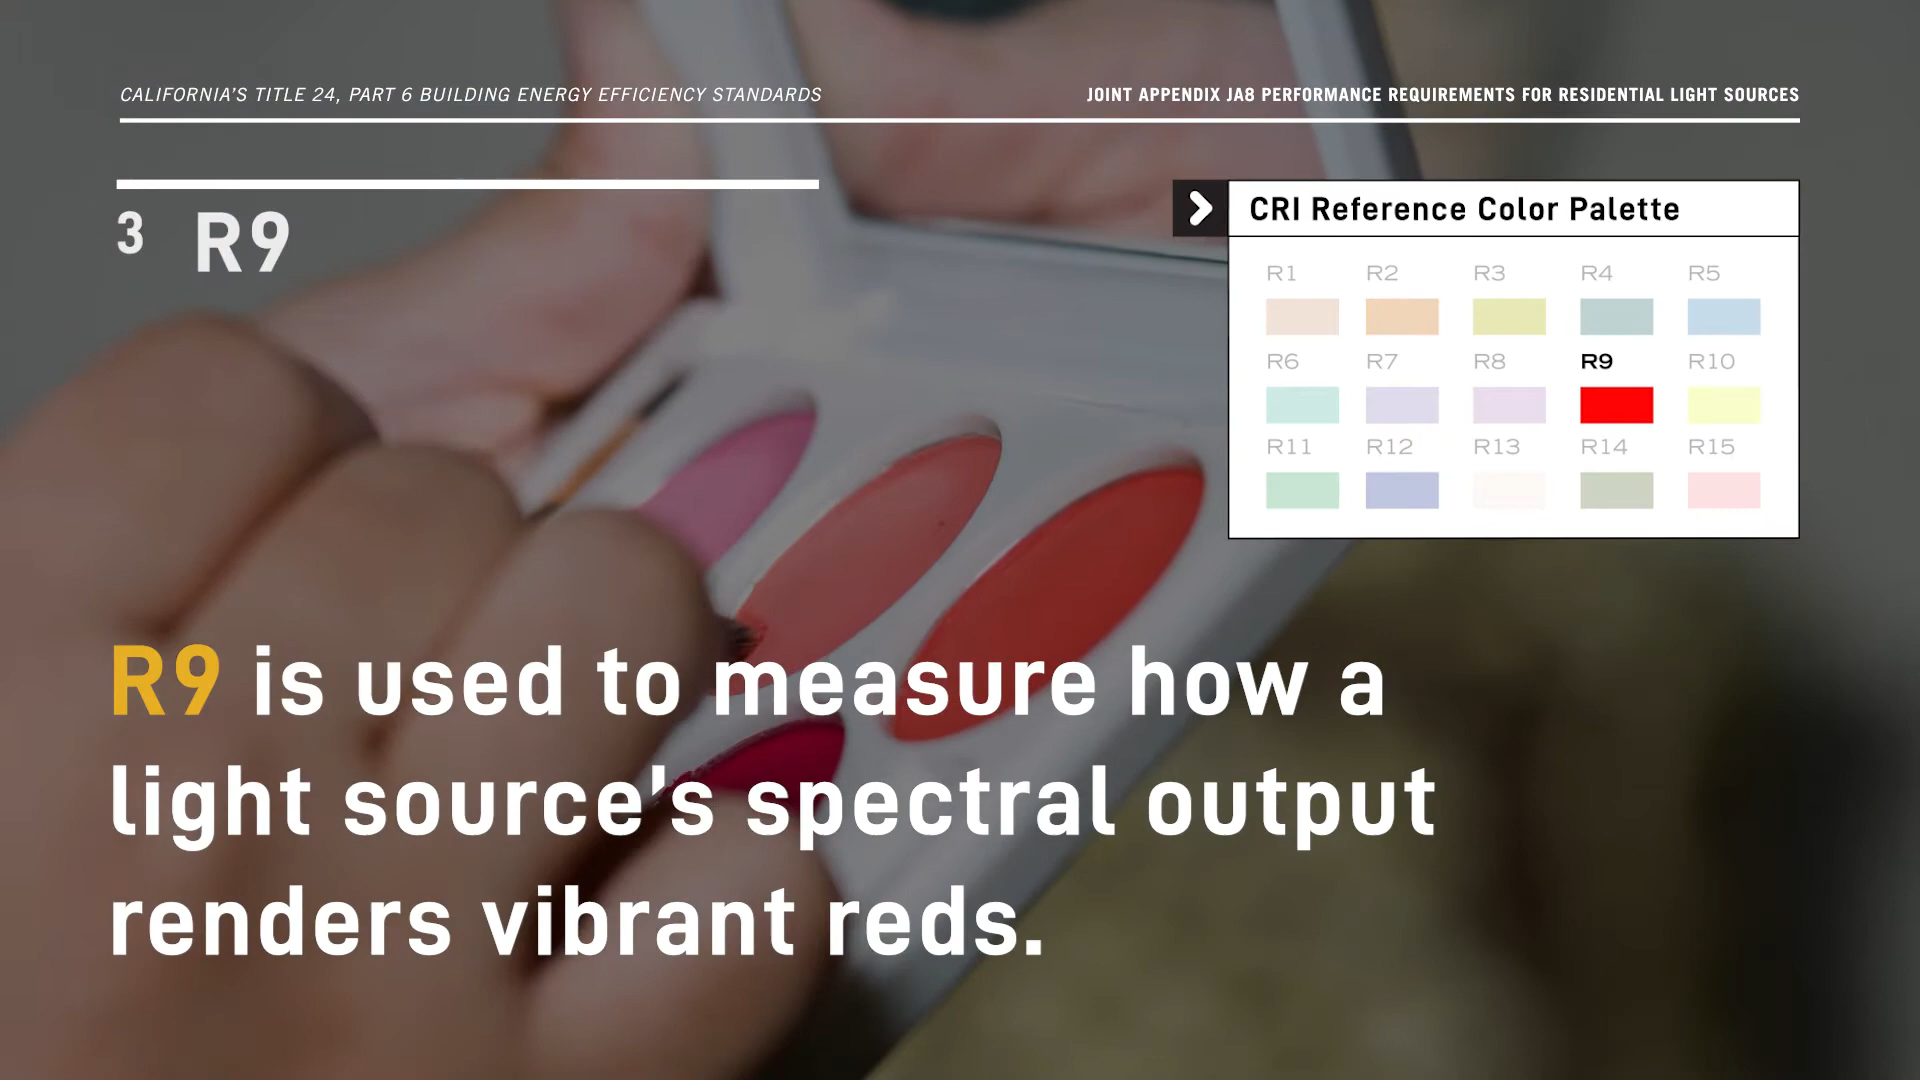 CALIFORNIA'S TITLE 24, PART 6 BUILDING ENERGY EFFICIENCY STANDARDS
JOINT APPENDIX JA8 PERFORMANCE REQUIREMENTS FOR RESIDENTIAL LIGHT SOURCES
3 R9
CRI Reference Color Palette
R1 R2 R3 R4 R5
R6 R7 R8 R9 R10
R11 R12 R13 R14 R15
R9 is used to measure how a
light source's spectral output
renders vibrant reds.